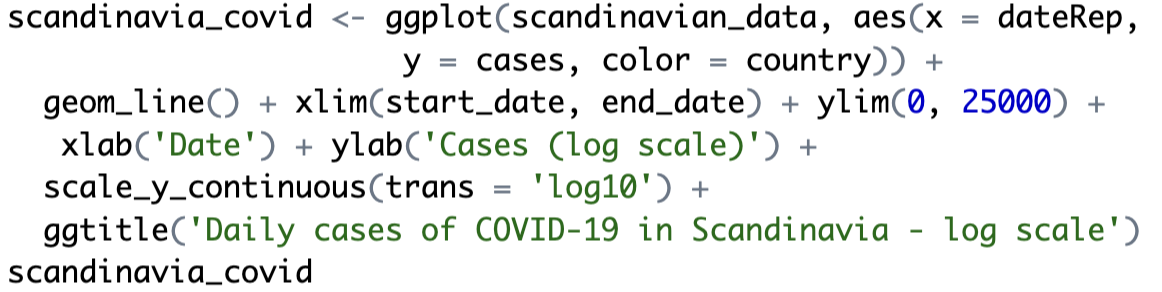 scandinavia_covid <- ggplot(scandinavian_data, aes(x = dateRep,
y = cases, color = country)) +
geom_line() + xlim(start_date, end_date) + ylim(0, 25000) +
xlab('Date') + ylab('Cases (log scale)') +
scale_y_continuous(trans = 'log10') +
ggtitle('Daily cases of COVID-19 in Scandinavia - log scale')
scandinavia_covid